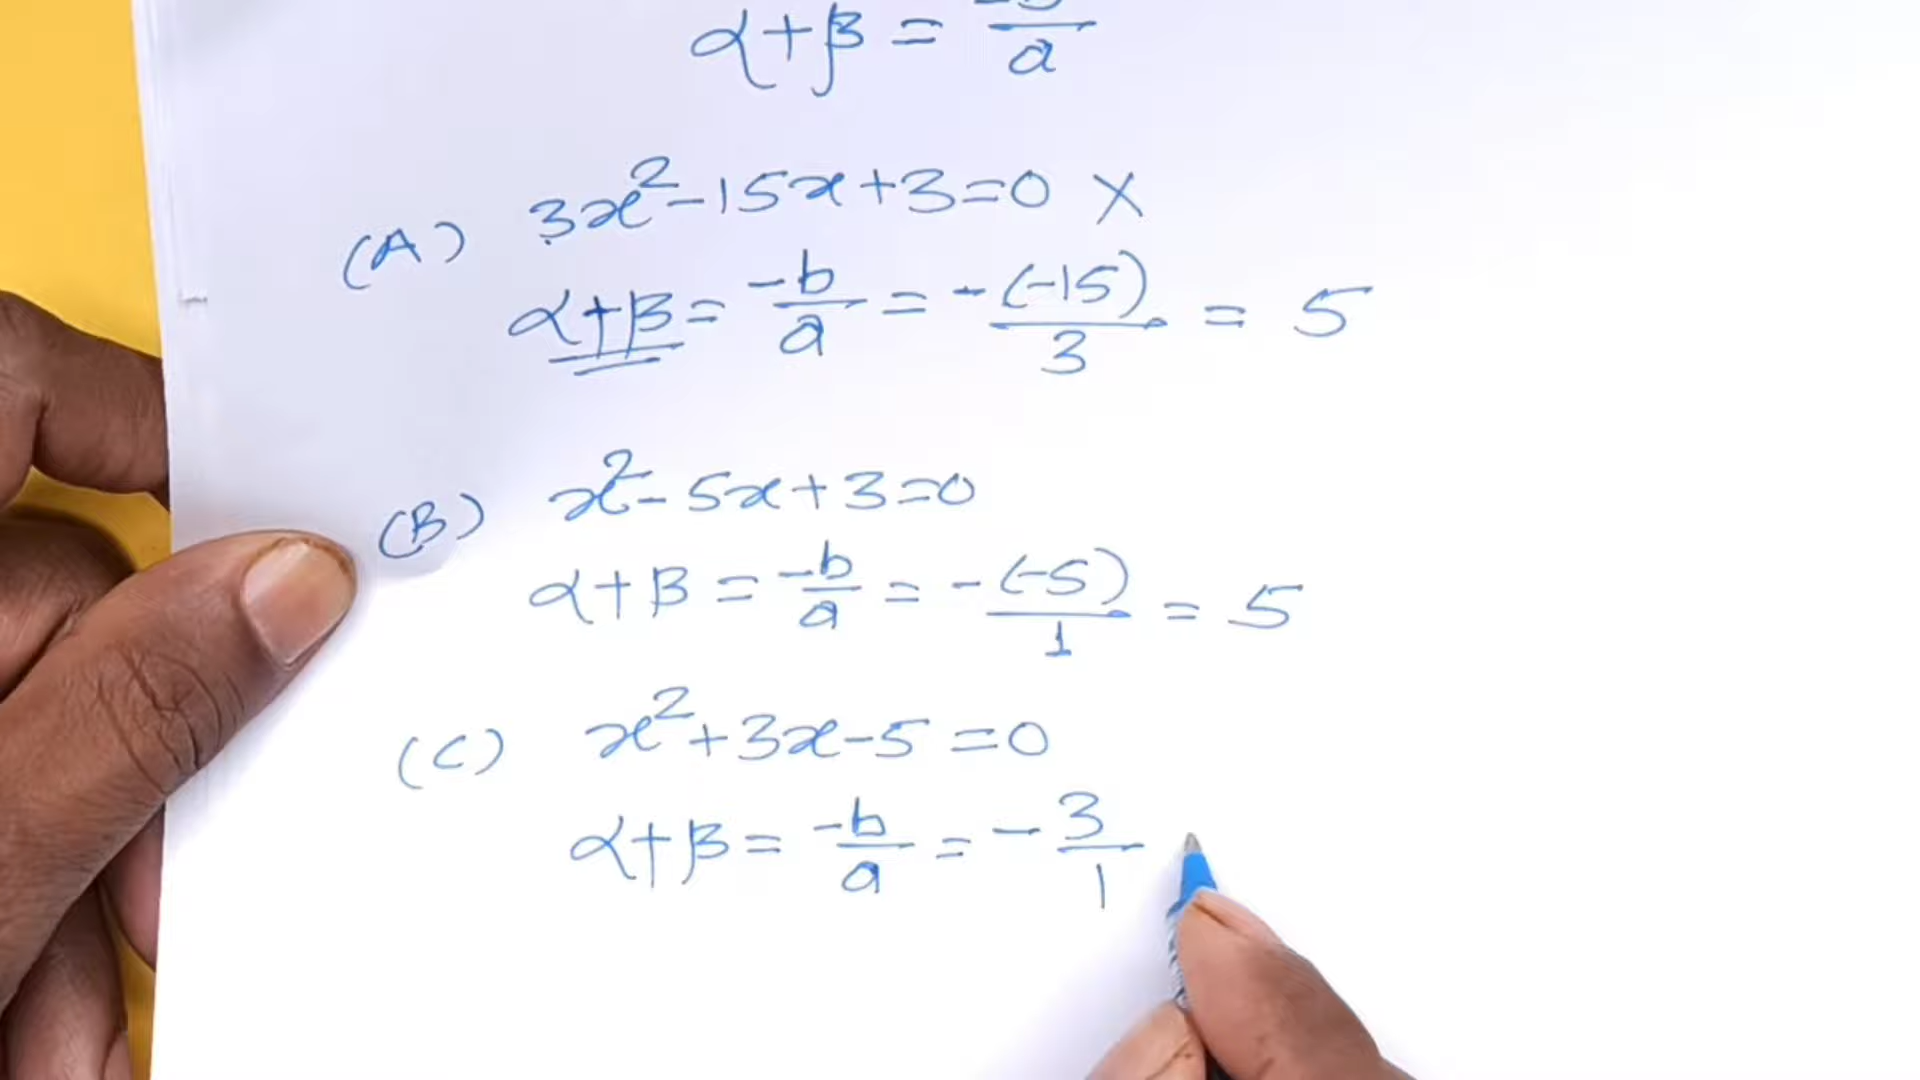 α+β = -b/a
(A) 3x²-15x+3=0 X
α+β = -b/a = -(-15)/3 = 5
(B) x²-5x+3=0
α+β = -b/a = -(-5)/1 = 5
(C) x²+3x-5=0
α+β = -b/a = -3/1